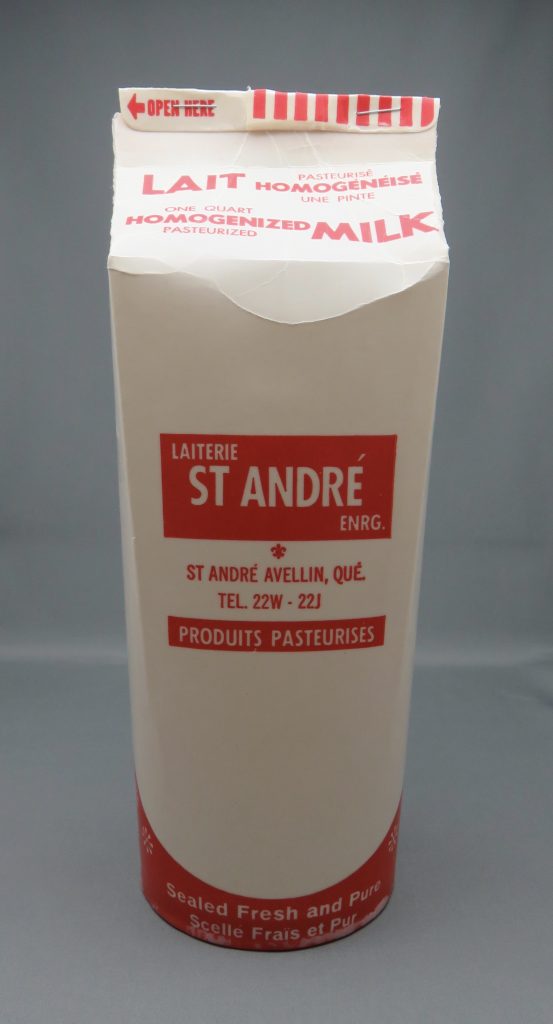 OPEN HERE
LAIT PASTEURISÉ
HOMOGÉNÉISÉ
UNE PINTE
ONE QUART
HOMOGENIZED MILK
PASTEURIZED
LAITERIE
ST ANDRÉ
ENRG.
ST ANDRÉ AVELLIN, QUÉ.
TEL. 22W - 22J
PRODUITS PASTEURISÉS
Sealed Fresh and Pure
Scellé Frais et Pur